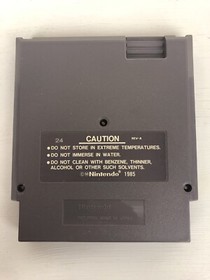 24 CAUTION REV-A
• DO NOT STORE IN EXTREME TEMPERATURES.
• DO NOT IMMERSE IN WATER.
• DO NOT CLEAN WITH BENZENE, THINNER,
ALCOHOL OR OTHER SUCH SOLVENTS.
©® Nintendo 1985